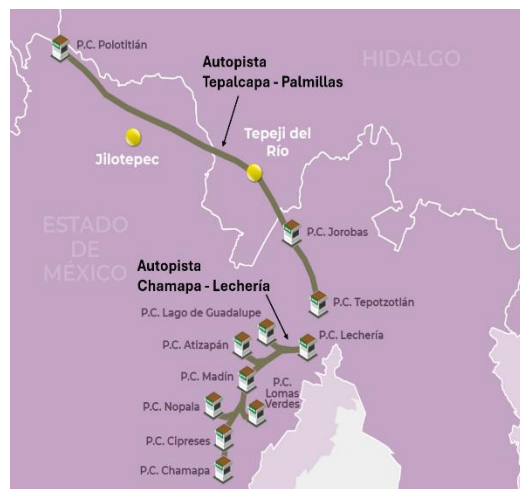 P.C. Polotitlán
Autopista
Tepalcapa - Palmillas
HIDALGO
Jilotepec
Tepeji del
Río
ESTADO
DE
MÉXICO
P.C. Jorobas
Autopista
Chamapa - Lechería
P.C. Tepotzotlán
P.C. Lago de Guadalupe
P.C. Lechería
P.C. Atizapán
P.C. Madín
P.C.
Lomas
Verdes
P.C. Nopala
P.C. Cipreses
P.C. Chamapa